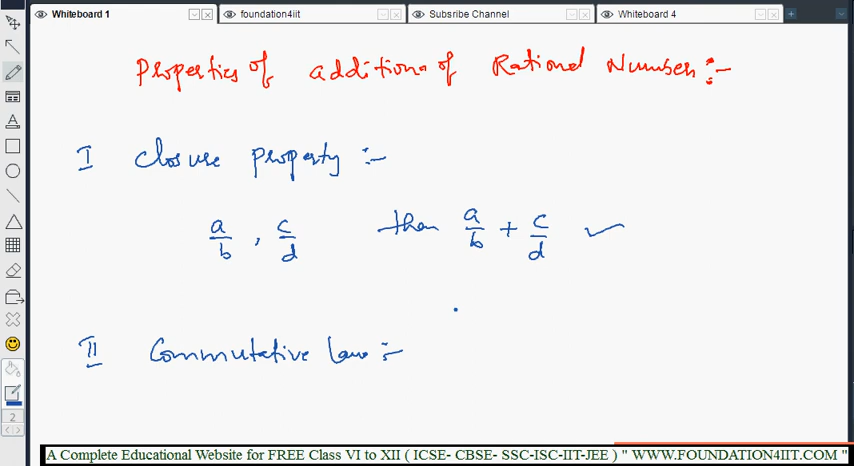 Whiteboard 1 foundation4iit Subsribe Channel Whiteboard 4
Properties of addition of Rational Number :-
I Closure property :-
a/b , c/d then a/b + c/d ✓
II Commutative law :-
2
A Complete Educational Website for FREE Class VI to XII ( ICSE- CBSE- SSC-ISC-IIT-JEE ) " WWW.FOUNDATION4IIT.COM "